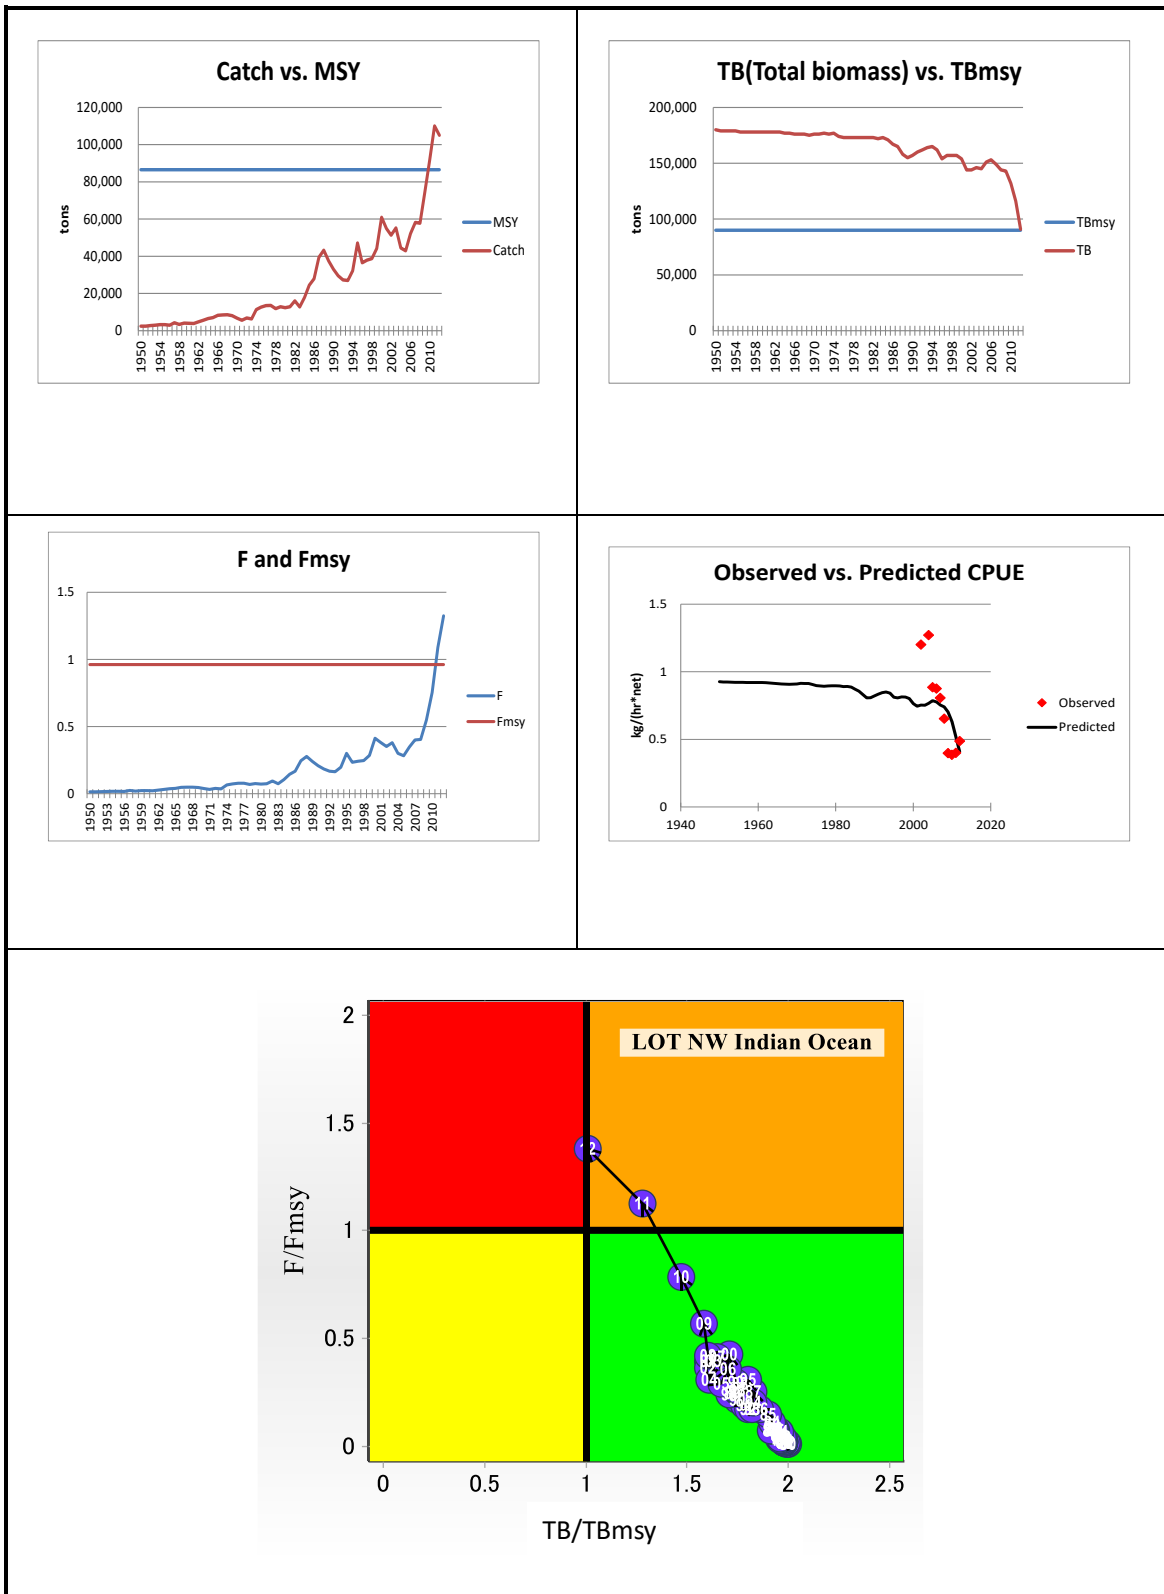 Catch vs. MSY
120,000
100,000
80,000
60,000
40,000
20,000
0
tons
1950 1954 1958 1962 1966 1970 1974 1978 1982 1986 1990 1994 1998 2002 2006 2010
MSY
Catch
TB(Total biomass) vs. TBmsy
200,000
150,000
100,000
50,000
0
tons
1950 1954 1958 1962 1966 1970 1974 1978 1982 1986 1990 1994 1998 2002 2006 2010
TBmsy
TB
F and Fmsy
1.5
1
0.5
0
1950 1953 1956 1959 1962 1965 1968 1971 1974 1977 1980 1983 1986 1989 1992 1995 1998 2001 2004 2007 2010
F
Fmsy
Observed vs. Predicted CPUE
1.5
1
0.5
0
kg/(hr*net)
1940 1960 1980 2000 2020
Observed
Predicted
LOT NW Indian Ocean
2
1.5
1
0.5
0
F/Fmsy
12
11
10
09
00
06
04
0 0.5 1 1.5 2 2.5
TB/TBmsy